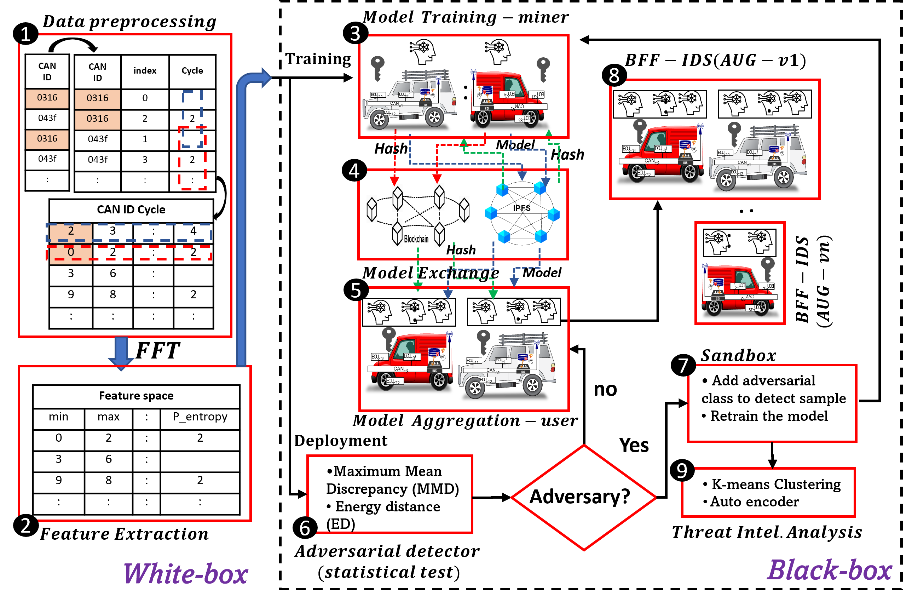 Data preprocessing
1
CAN ID
CAN ID
index
Cycle
0316
0316
0
043f
0316
2
2
0316
043f
1
043f
043f
3
2
:
:
:
CAN ID Cycle
2 3 : 4
0 2 : 2
3 6 :
9 8 : 2
: : : :
FFT
Feature space
min max : P_entropy
0 2 : 2
3 6 :
9 8 : 2
: : : :
2
Feature Extraction
White-box
Model Training – miner
3
Training
:
Hash
Model
Hash
4
Blockchain
IPFS
Hash
Model
Model Exchange
5
Model Aggregation – user
Deployment
•Maximum Mean
Discrepancy (MMD)
• Energy distance
(ED)
6
Adversarial detector
(statistical test)
Adversary?
no
Yes
Sandbox
7
• Add adversarial
class to detect sample
• Retrain the model
BFF – IDS(AUG – v1)
8
. .
BFF – IDS
(AUG – vn)
9
• K-means Clustering
• Auto encoder
Threat Intel. Analysis
Black-box